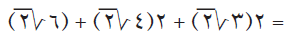 = ٢(٣√٢) + ٢(٤√٢) + (٦√٢)